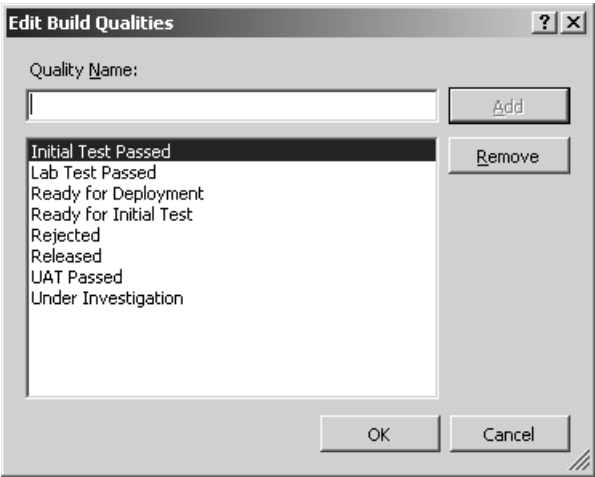 Edit Build Qualities
Quality Name:
Add
Initial Test Passed
Lab Test Passed
Ready for Deployment
Ready for Initial Test
Rejected
Released
UAT Passed
Under Investigation
Remove
OK
Cancel